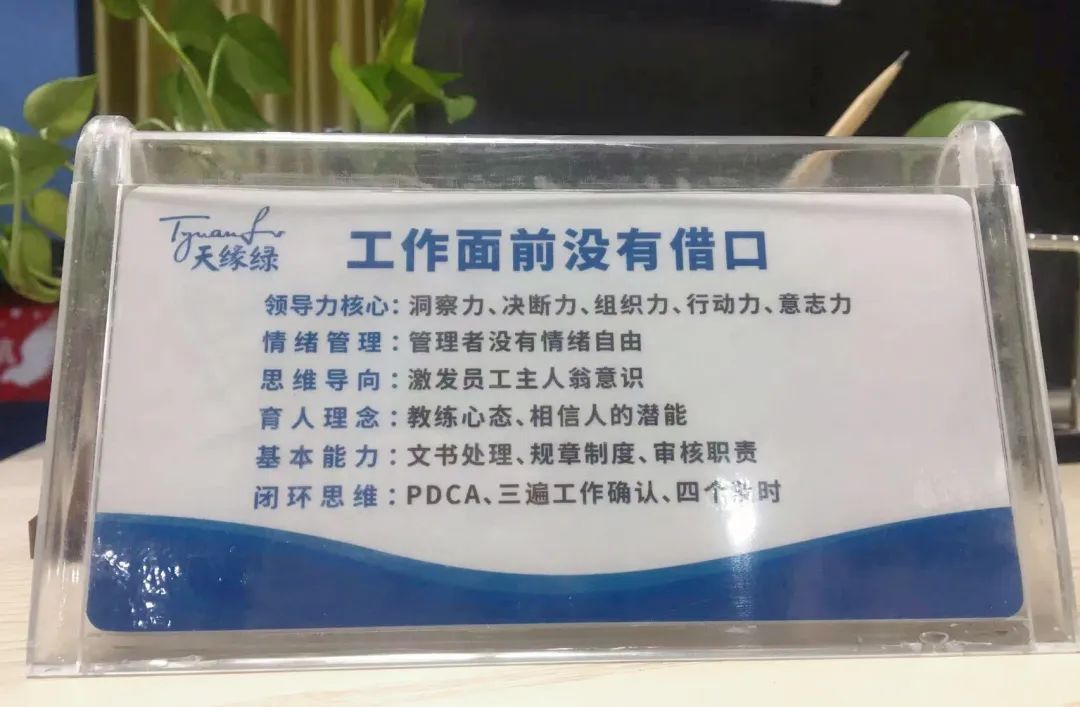 Tyuan Lv
天缘绿
工作面前没有借口
领导力核心：洞察力、决断力、组织力、行动力、意志力
情绪管理：管理者没有情绪自由
思维导向：激发员工主人翁意识
育人理念：教练心态、相信人的潜能
基本能力：文书处理、规章制度、审核职责
闭环思维：PDCA、三遍工作确认、四个时